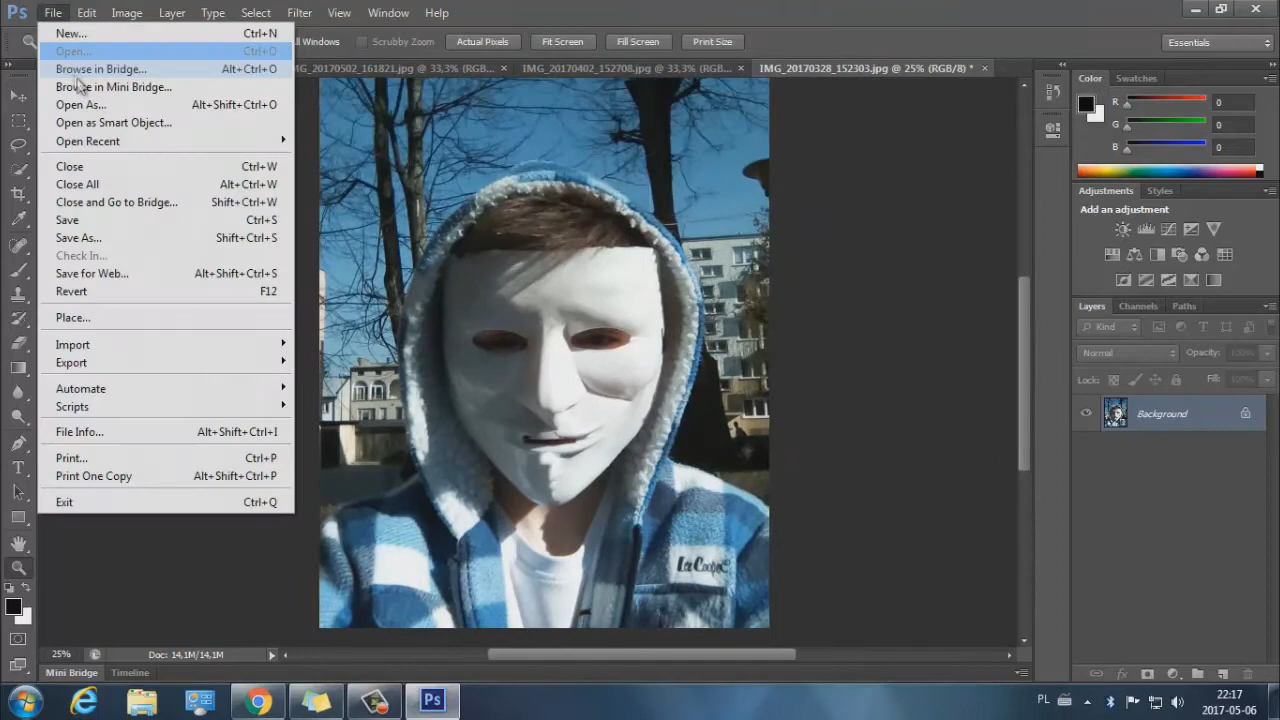 Ps File Edit Image Layer Type Select Filter View Window Help
All Windows Scrubby Zoom Actual Pixels Fit Screen Fill Screen Print Size Essentials
IMG_20170502_161821.jpg @ 33,3% (RGB... × IMG_20170402_152708.jpg @ 33,3% (RGB/8) × IMG_20170328_152303.jpg @ 25% (RGB/8) * ×
New... Ctrl+N
Open... Ctrl+O
Browse in Bridge... Alt+Ctrl+O
Browse in Mini Bridge...
Open As... Alt+Shift+Ctrl+O
Open as Smart Object...
Open Recent
Close Ctrl+W
Close All Alt+Ctrl+W
Close and Go to Bridge... Shift+Ctrl+W
Save Ctrl+S
Save As... Shift+Ctrl+S
Check In...
Save for Web... Alt+Shift+Ctrl+S
Revert F12
Place...
Import
Export
Automate
Scripts
File Info... Alt+Shift+Ctrl+I
Print... Ctrl+P
Print One Copy Alt+Shift+Ctrl+P
Exit Ctrl+Q
Lee Cooper
Color Swatches
R 0
G 0
B 0
Adjustments Styles
Add an adjustment
Layers Channels Paths
Kind
Normal Opacity: 100%
Lock: Fill: 100%
Background
25% Doc: 14,1M/14,1M
Mini Bridge Timeline
Ps PL 22:17
2017-05-06